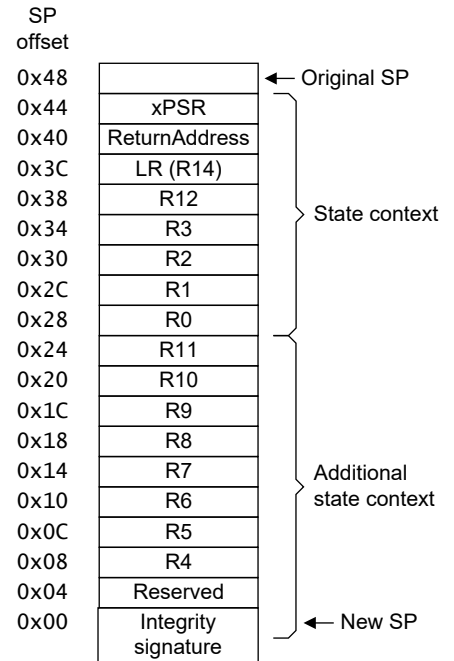 SP
offset
0x48 Original SP
0x44 xPSR
0x40 ReturnAddress
0x3C LR (R14)
0x38 R12
0x34 R3
State context
0x30 R2
0x2C R1
0x28 R0
0x24 R11
0x20 R10
0x1C R9
0x18 R8
0x14 R7
Additional
state context
0x10 R6
0x0C R5
0x08 R4
0x04 Reserved
0x00 Integrity
signature
New SP